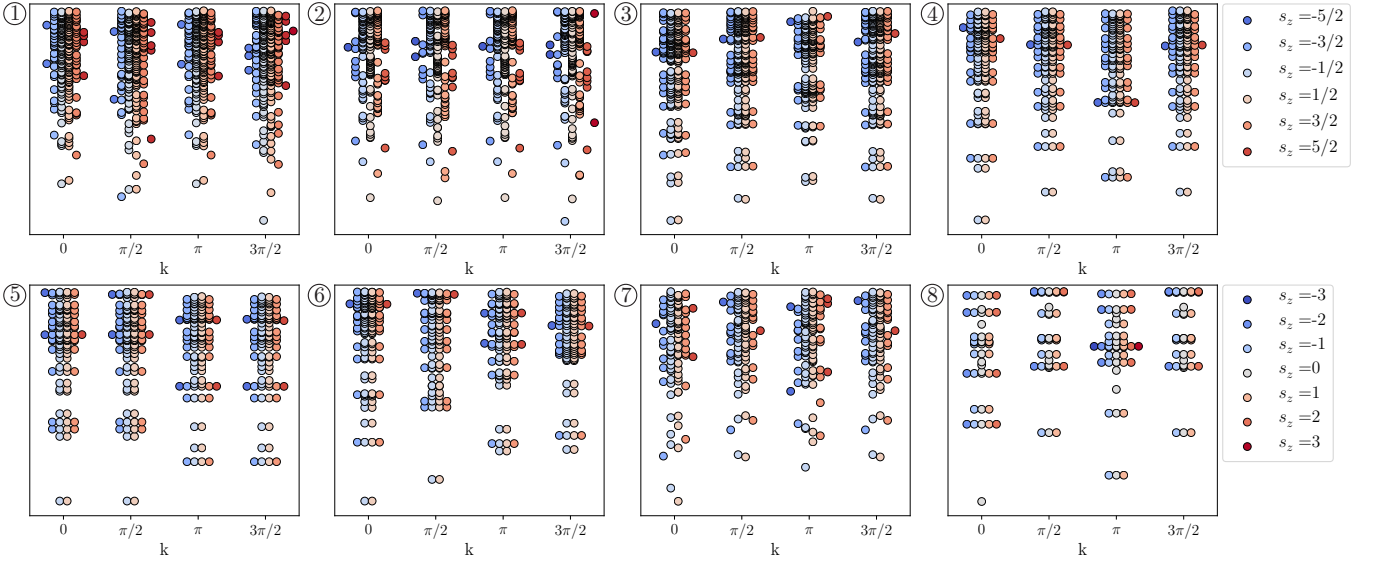 ① ② ③ ④
0 π/2 π 3π/2 0 π/2 π 3π/2 0 π/2 π 3π/2 0 π/2 π 3π/2
k k k k
s_z =-5/2
s_z =-3/2
s_z =-1/2
s_z =1/2
s_z =3/2
s_z =5/2
⑤ ⑥ ⑦ ⑧
0 π/2 π 3π/2 0 π/2 π 3π/2 0 π/2 π 3π/2 0 π/2 π 3π/2
k k k k
s_z =-3
s_z =-2
s_z =-1
s_z =0
s_z =1
s_z =2
s_z =3